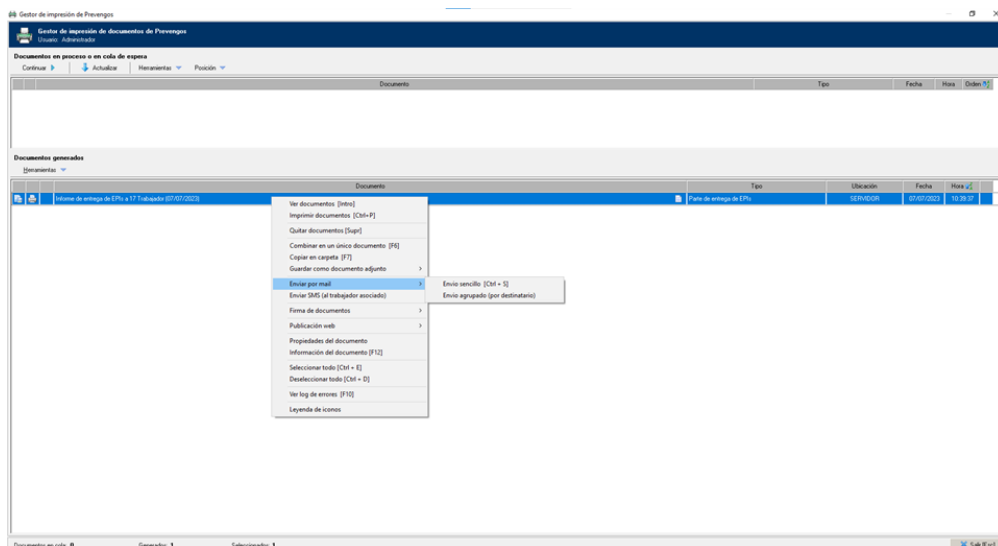 Gestor de impresión de Prevengos
Gestor de impresión de documentos de Prevengos
Usuario Administrador
Documentos en proceso o en cola de espera
Continuar Actualizar Herramientas Posición
Documento Tipo Fecha Hora Orden
Documentos generados
Herramientas
Documento Tipo Ubicación Fecha Hora
Informe de entrega de EPIs a 17 Trabajador (07/07/2023) Parte de entrega de EPIs SERVIDOR 07/07/2023 10:39:37
Ver documentos [Intro]
Imprimir documentos [Ctrl+P]
Quitar documentos [Supr]
Combinar en un único documento [F6]
Copiar en carpeta [F7]
Guardar como documento adjunto
Enviar por mail Envío sencillo [Ctrl + S]
Enviar SMS (al trabajador asociado) Envío agrupado (por destinatario)
Firma de documentos
Publicación web
Propiedades del documento
Información del documento [F12]
Seleccionar todo [Ctrl + E]
Deseleccionar todo [Ctrl + D]
Ver log de errores [F10]
Leyenda de iconos
Documentos en cola: 0 Generados: 1 Seleccionados: 1 Salir [Esc]